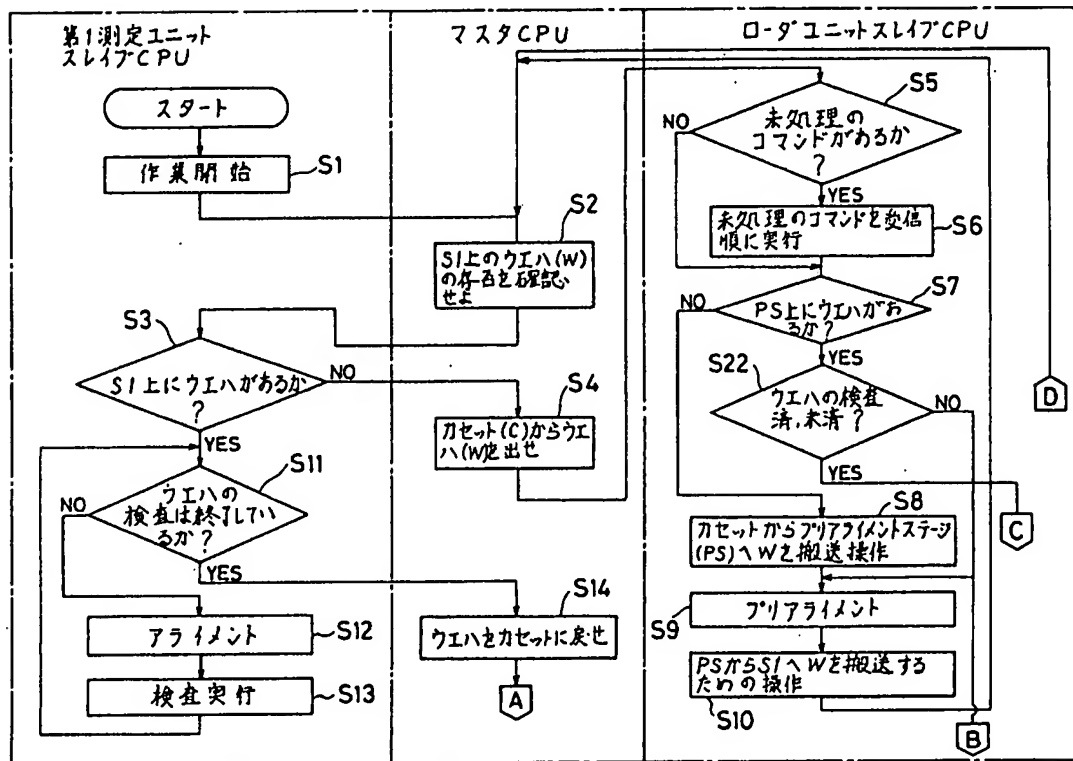 第1測定ユニット
スレイブCPU
スタート
作業開始
S1
S3
S1上にウエハがあるか
?
NO
YES
S11
ウエハの
検査は終了してい
るか?
NO
YES
アライメント
S12
検査実行
S13
マスタCPU
S2
S1上のウエハ(W)
の存否を確認
せよ
S4
カセット(C)からウエ
ハ(W)を出せ
S14
ウエハをカセットに戻せ
A
ローダユニットスレイブCPU
S5
未処理の
コマンドがあるか
?
NO
YES
未処理のコマンドを受信
順に実行
S6
S7
PS上にウエハがあ
るか?
NO
YES
S22
ウエハの検査
済,未済?
NO
YES
D
C
S8
カセットからプリアライメントステージ
(PS)へWを搬送操作
プリアライメント
S9
PSからS1へWを搬送する
ための操作
S10
B